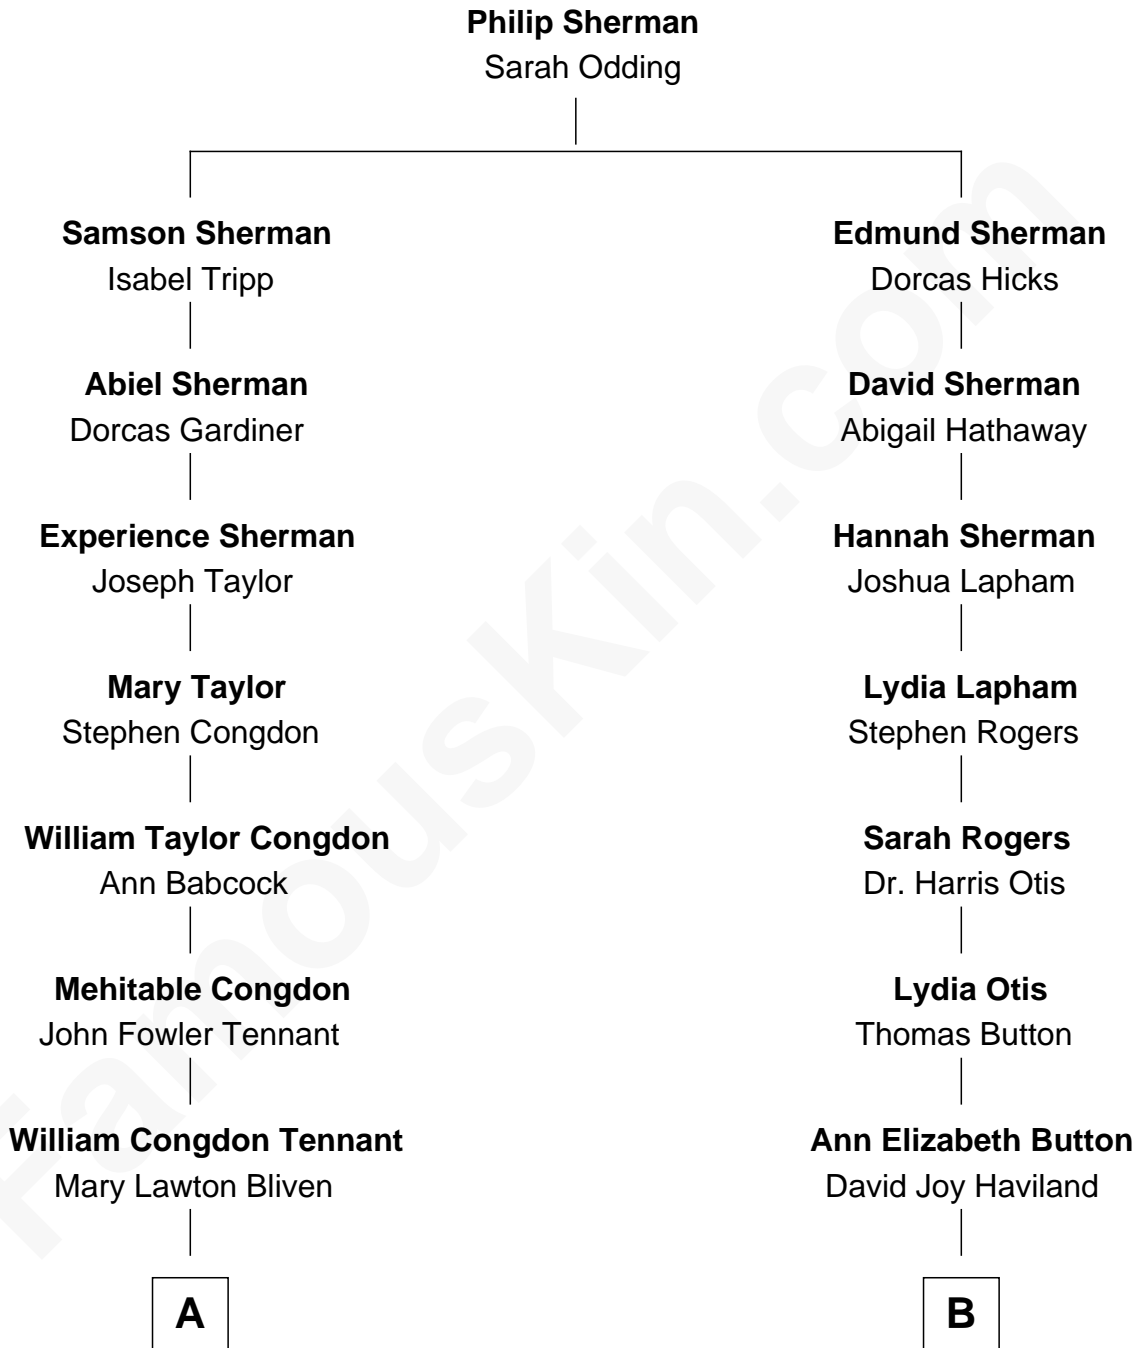 Philip Sherman
Sarah Odding
Samson Sherman
Isabel Tripp
Abiel Sherman
Dorcas Gardiner
Experience Sherman
Joseph Taylor
Mary Taylor
Stephen Congdon
William Taylor Congdon
Ann Babcock
Mehitable Congdon
John Fowler Tennant
William Congdon Tennant
Mary Lawton Bliven
A
Edmund Sherman
Dorcas Hicks
David Sherman
Abigail Hathaway
Hannah Sherman
Joshua Lapham
Lydia Lapham
Stephen Rogers
Sarah Rogers
Dr. Harris Otis
Lydia Otis
Thomas Button
Ann Elizabeth Button
David Joy Haviland
B
FamousKin.com